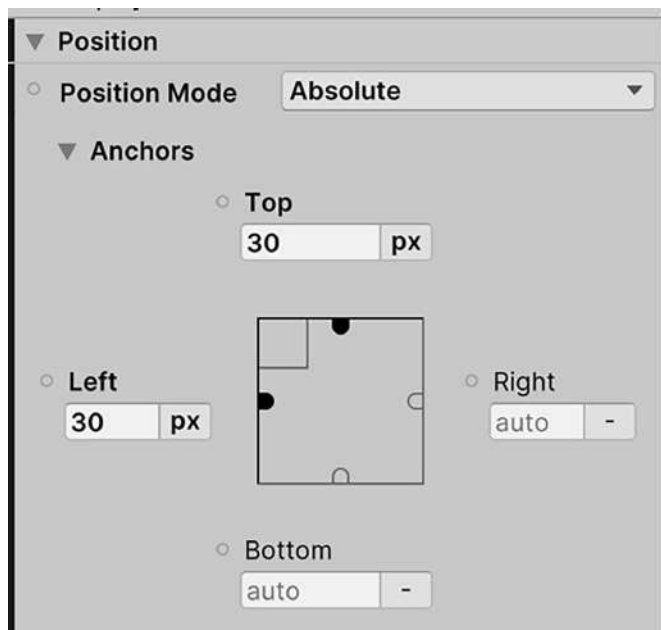 Position
Position Mode Absolute
Anchors
Top
30 px
Left
30 px
Right
auto -
Bottom
auto -